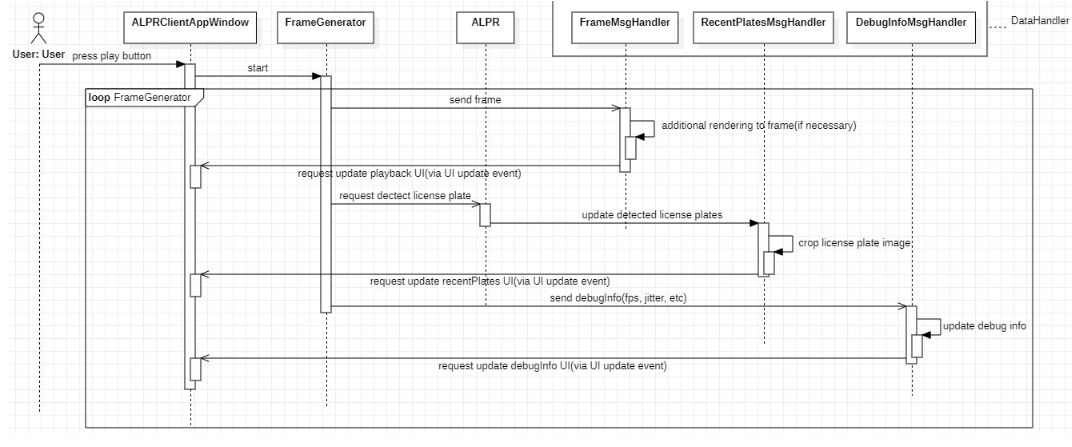 ALPRClientAppWindow
FrameGenerator
ALPR
FrameMsgHandler
RecentPlatesMsgHandler
DebugInfoMsgHandler
DataHandler
User: User
press play button
start
loop FrameGenerator
send frame
additional rendering to frame(if necessary)
request update playback UI(via UI update event)
request dectect license plate
update detected license plates
crop license plate image
request update recentPlates UI(via UI update event)
send debugInfo(fps, jitter, etc)
update debug info
request update debugInfo UI(via UI update event)